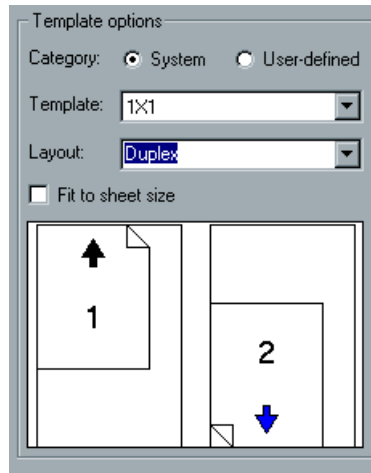 Template options
Category: System User-defined
Template: 1X1
Layout: Duplex
Fit to sheet size
1
2